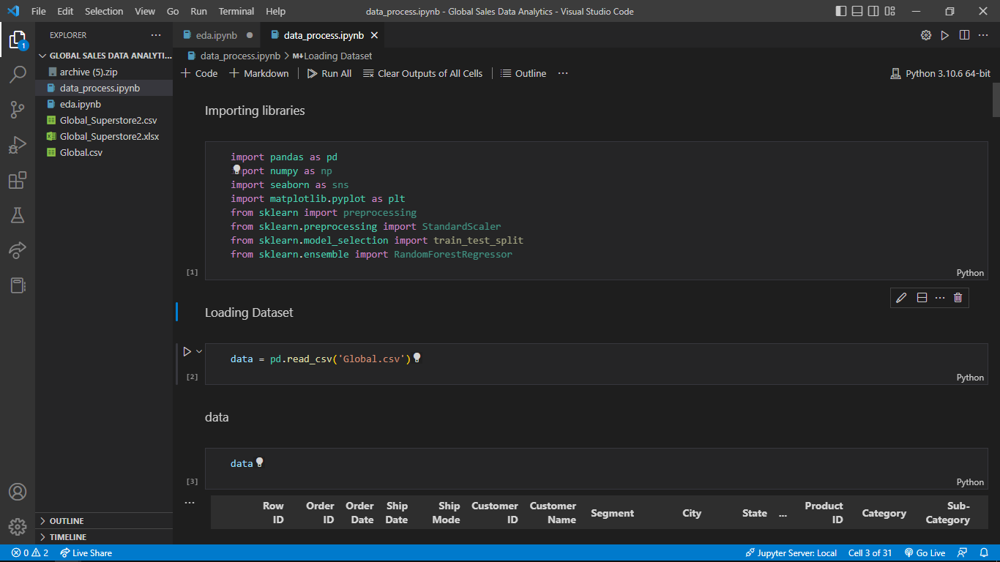 File Edit Selection View Go Run Terminal Help data_process.ipynb - Global Sales Data Analytics - Visual Studio Code
EXPLORER ...
GLOBAL SALES DATA ANALYTI...
archive (5).zip
data_process.ipynb
eda.ipynb
Global_Superstore2.csv
Global_Superstore2.xlsx
Global.csv
OUTLINE
TIMELINE
1
eda.ipynb data_process.ipynb
data_process.ipynb > M↓Loading Dataset
+ Code + Markdown Run All Clear Outputs of All Cells Outline ... Python 3.10.6 64-bit
Importing libraries
import pandas as pd
port numpy as np
import seaborn as sns
import matplotlib.pyplot as plt
from sklearn import preprocessing
from sklearn.preprocessing import StandardScaler
from sklearn.model_selection import train_test_split
from sklearn.ensemble import RandomForestRegressor
[1] Python
Loading Dataset
data = pd.read_csv('Global.csv')
[2] Python
data
data
[3] Python
... Row ID Order ID Order Date Ship Date Ship Mode Customer ID Customer Name Segment City State ... Product ID Category Sub-Category
0 2 Live Share Jupyter Server: Local Cell 3 of 31 Go Live